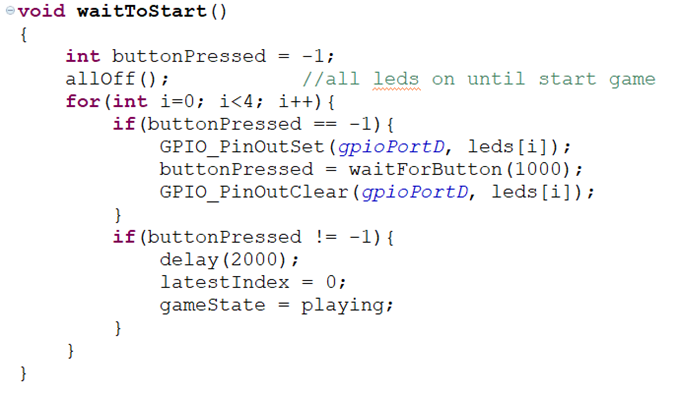 void waitToStart()
{
    int buttonPressed = -1;
    allOff();           //all leds on until start game
    for(int i=0; i<4; i++){
        if(buttonPressed == -1){
            GPIO_PinOutSet(gpioPortD, leds[i]);
            buttonPressed = waitForButton(1000);
            GPIO_PinOutClear(gpioPortD, leds[i]);
        }
        if(buttonPressed != -1){
            delay(2000);
            latestIndex = 0;
            gameState = playing;
        }
    }
}